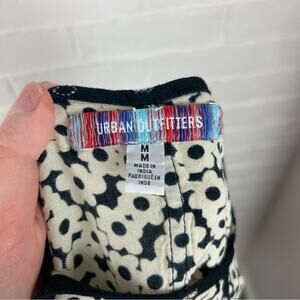 URBAN OUTFITTERS
M
M
MADE IN
INDIA
FABRIQUÉ EN
INDE